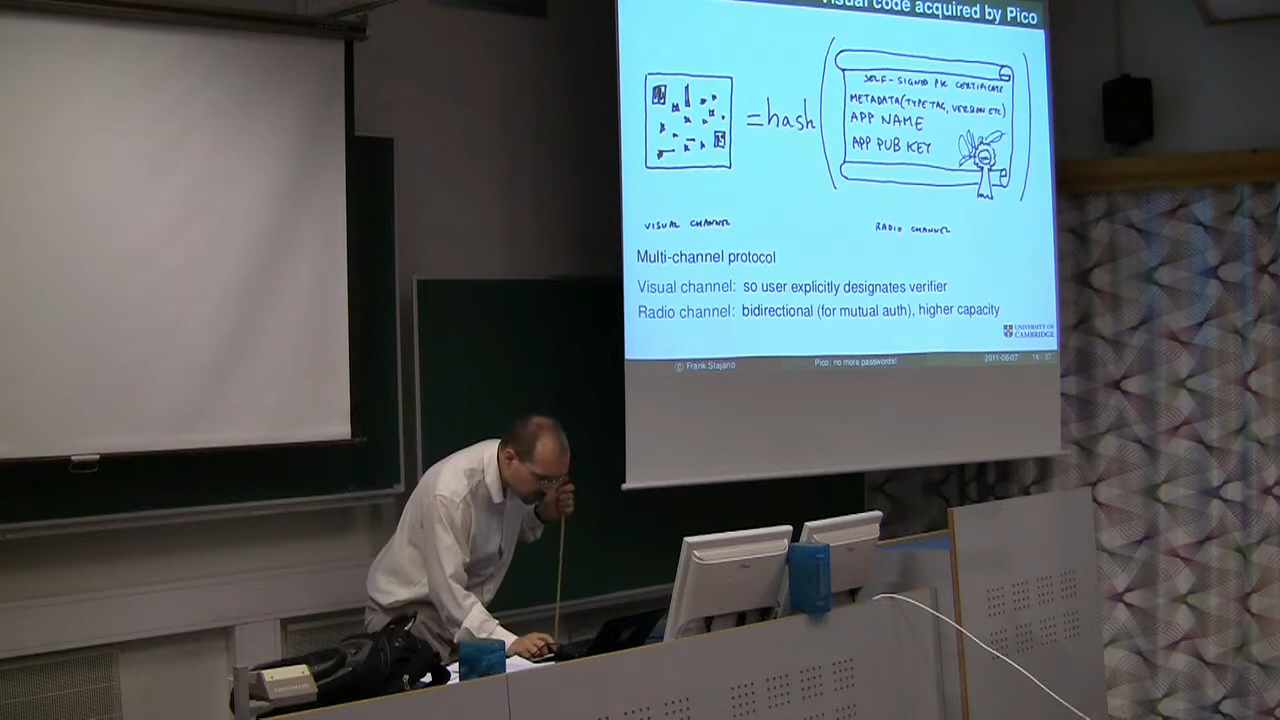 Visual code acquired by Pico
=hash
SELF-SIGNED PK CERTIFICATE
METADATA(TYPE TAG, VERSION ETC)
APP NAME
APP PUB KEY
VISUAL CHANNEL
RADIO CHANNEL
Multi-channel protocol
Visual channel: so user explicitly designates verifier
Radio channel: bidirectional (for mutual auth), higher capacity
UNIVERSITY OF
CAMBRIDGE
© Frank Stajano
Pico: no more passwords!
2011-06-07